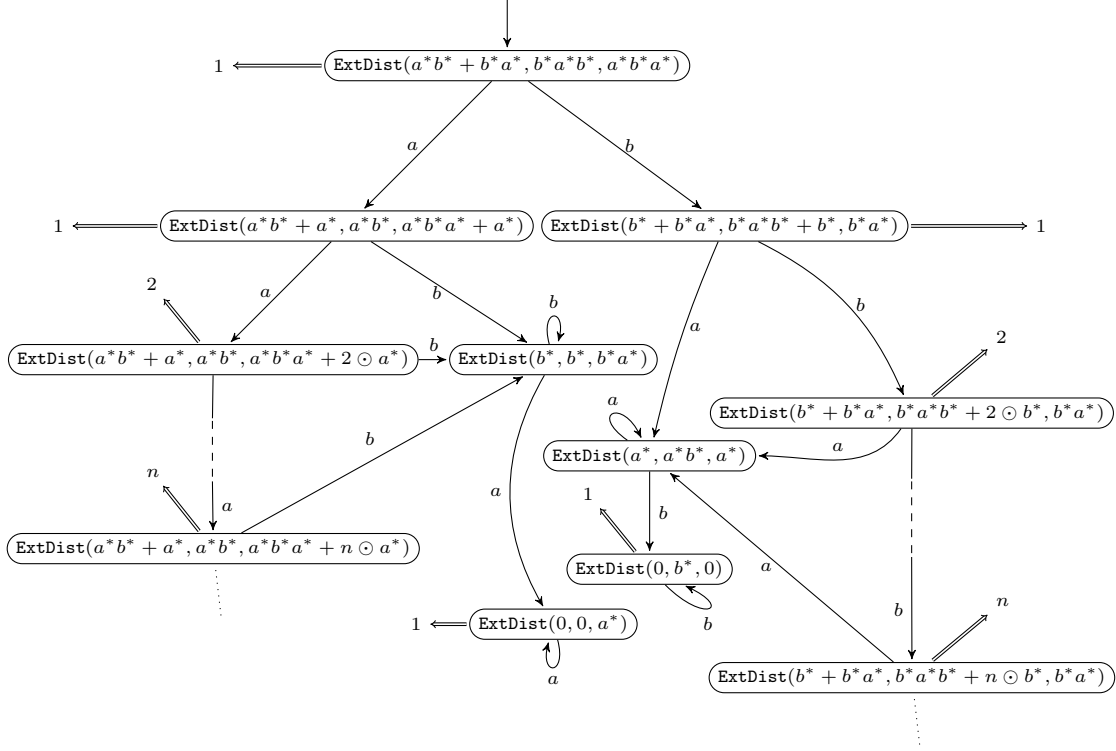 1 ExtDist(a*b* + b*a*, b*a*b*, a*b*a*)
a b
1 ExtDist(a*b* + a*, a*b*, a*b*a* + a*) ExtDist(b* + b*a*, b*a*b* + b*, b*a*) 1
2 a b b a b 2
ExtDist(a*b* + a*, a*b*, a*b*a* + 2 ⊙ a*) b ExtDist(b*, b*, b*a*)
ExtDist(b* + b*a*, b*a*b* + 2 ⊙ b*, b*a*)
a b a
n ExtDist(a*, a*b*, a*)
a a 1 b
ExtDist(a*b* + a*, a*b*, a*b*a* + n ⊙ a*) ExtDist(0, b*, 0) a
1 ExtDist(0, 0, a*) b b n
a ExtDist(b* + b*a*, b*a*b* + n ⊙ b*, b*a*)